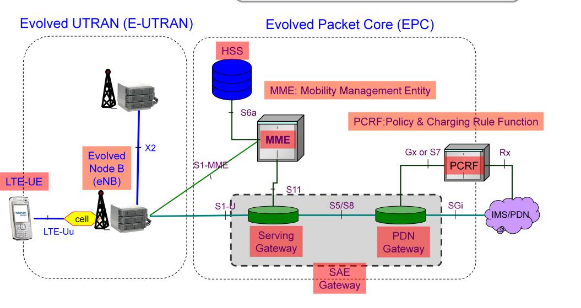 Evolved UTRAN (E-UTRAN)
Evolved Packet Core (EPC)
HSS
MME: Mobility Management Entity
S6a
PCRF:Policy & Charging Rule Function
MME
X2
Gx or S7
Rx
PCRF
Evolved
Node B
(eNB)
S1-MME
LTE-UE
S11
cell
S1-U
S5/S8
SGi
IMS/PDN
LTE-Uu
Serving
Gateway
PDN
Gateway
SAE
Gateway